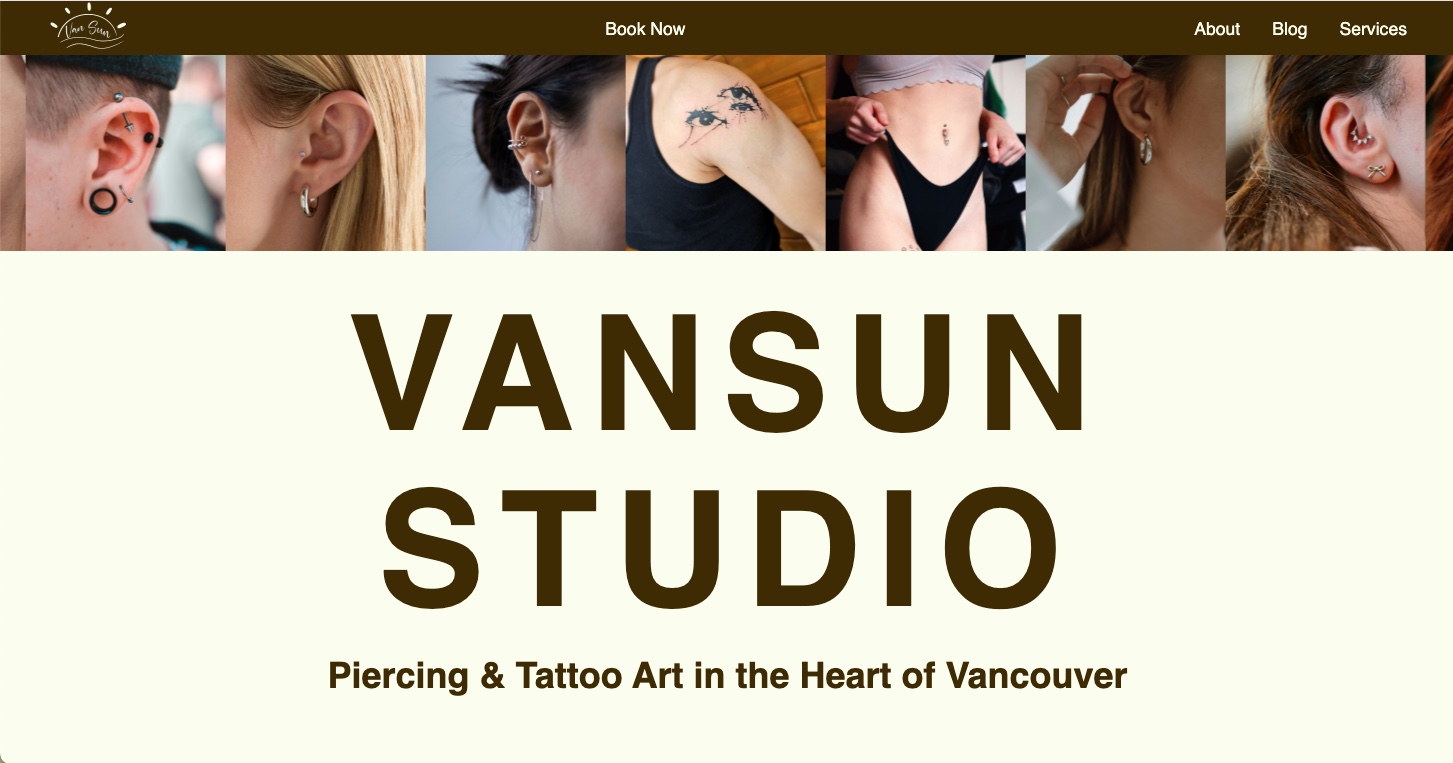 Van Sun
Book Now
About
Blog
Services
VANSUN
STUDIO
Piercing & Tattoo Art in the Heart of Vancouver